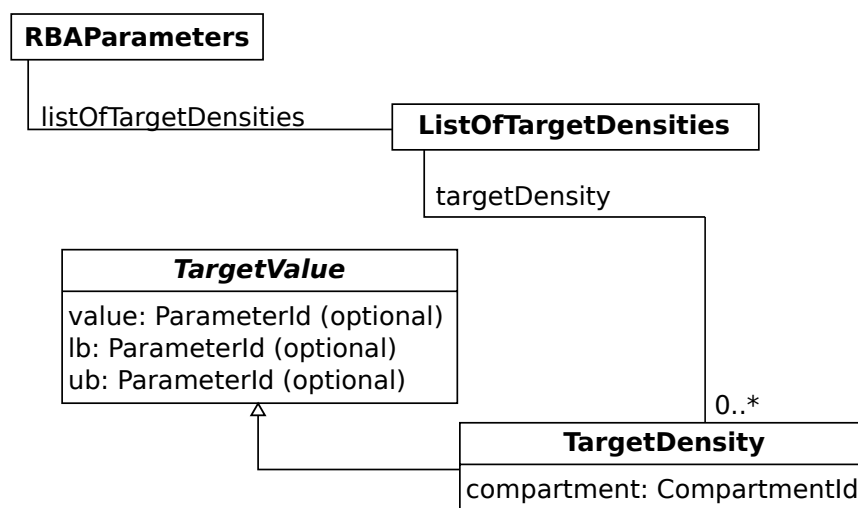 RBAParameters
listOfTargetDensities
ListOfTargetDensities
targetDensity
TargetValue
value: ParameterId (optional)
lb: ParameterId (optional)
ub: ParameterId (optional)
0..*
TargetDensity
compartment: CompartmentId